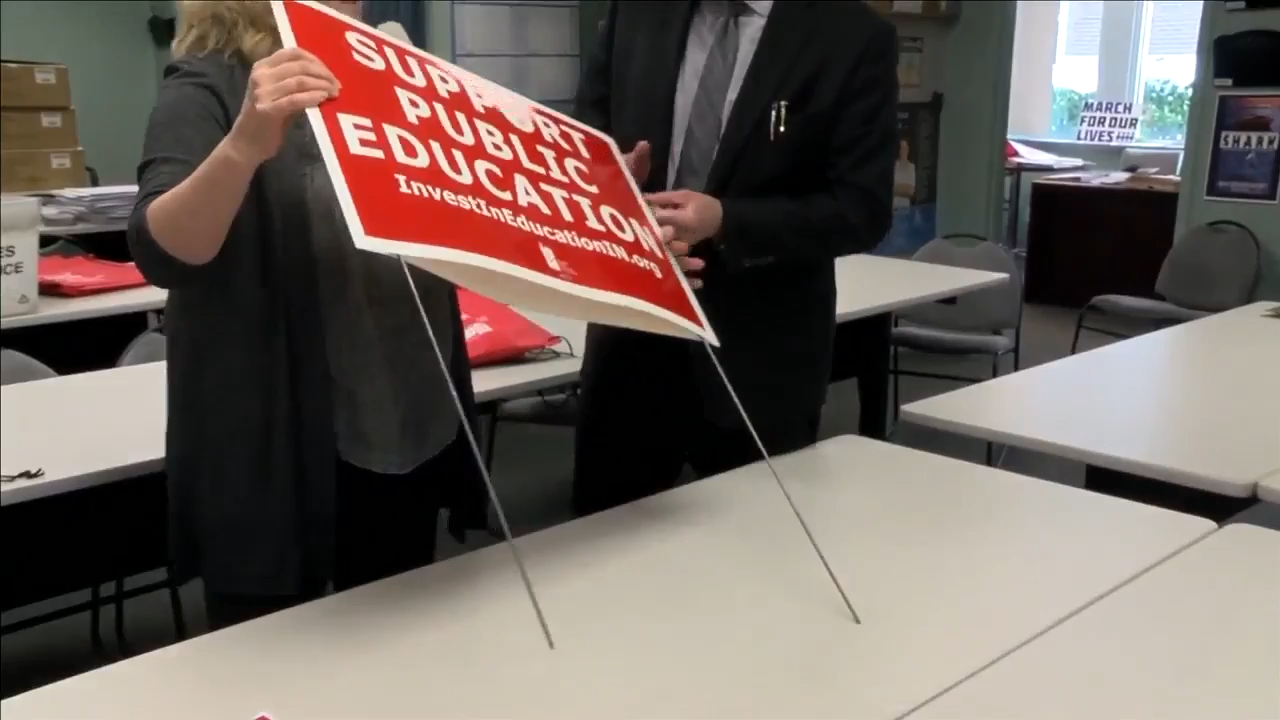 SUPPORT
PUBLIC
EDUCATION
InvestInEducationIN.org
MARCH
FOR OUR
LIVES
SHARK